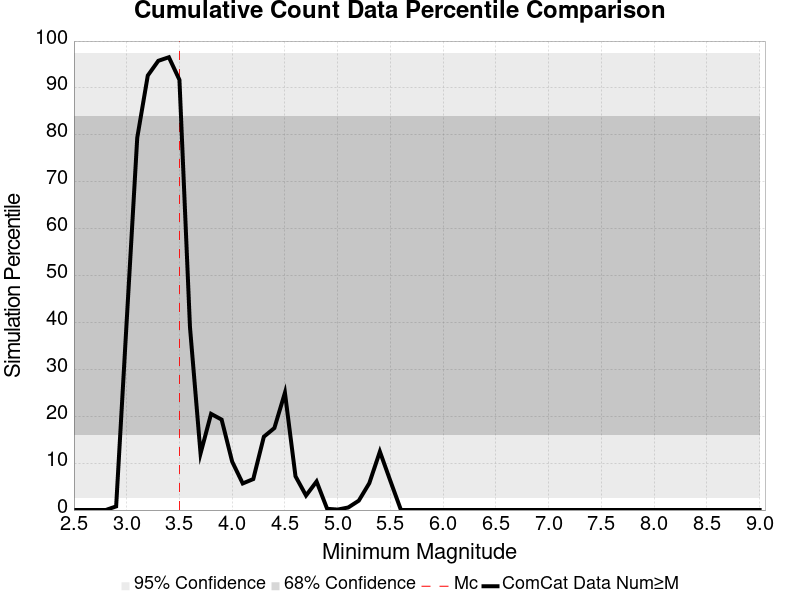 Cumulative Count Data Percentile Comparison
100
90
80
70
60
50
40
30
20
10
0
Simulation Percentile
2.5 3.0 3.5 4.0 4.5 5.0 5.5 6.0 6.5 7.0 7.5 8.0 8.5 9.0
Minimum Magnitude
95% Confidence 68% Confidence Mc ComCat Data Num≥M